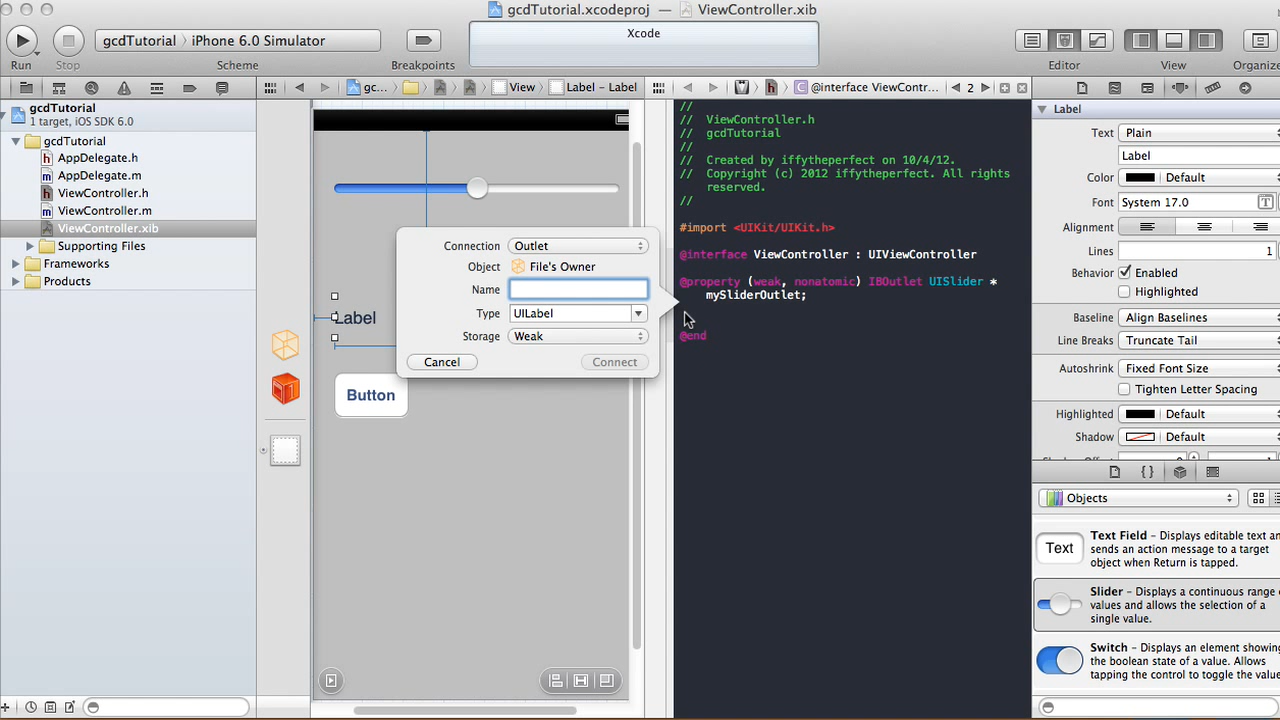 gcdTutorial.xcodeproj — ViewController.xib
Run
Stop
gcdTutorial › iPhone 6.0 Simulator
Scheme
Breakpoints
Xcode
Editor
View
Organize
gc...
View
Label – Label
@interface ViewContr...
2
gcdTutorial
1 target, iOS SDK 6.0
gcdTutorial
AppDelegate.h
AppDelegate.m
ViewController.h
ViewController.m
ViewController.xib
Supporting Files
Frameworks
Products
Label
Button
Connection Outlet
Object File's Owner
Name
Type UILabel
Storage Weak
Cancel Connect
//
// ViewController.h
// gcdTutorial
//
// Created by iffytheperfect on 10/4/12.
// Copyright (c) 2012 iffytheperfect. All rights
reserved.
//
#import <UIKit/UIKit.h>
@interface ViewController : UIViewController
@property (weak, nonatomic) IBOutlet UISlider *
mySliderOutlet;
@end
Label
Text Plain
Label
Color Default
Font System 17.0
Alignment
Lines 1
Behavior Enabled
Highlighted
Baseline Align Baselines
Line Breaks Truncate Tail
Autoshrink Fixed Font Size
Tighten Letter Spacing
Highlighted Default
Shadow Default
Objects
Text
Text Field – Displays editable text an
sends an action message to a target
object when Return is tapped.
Slider – Displays a continuous range o
values and allows the selection of a
single value.
Switch – Displays an element showing
the boolean state of a value. Allows
tapping the control to toggle the value